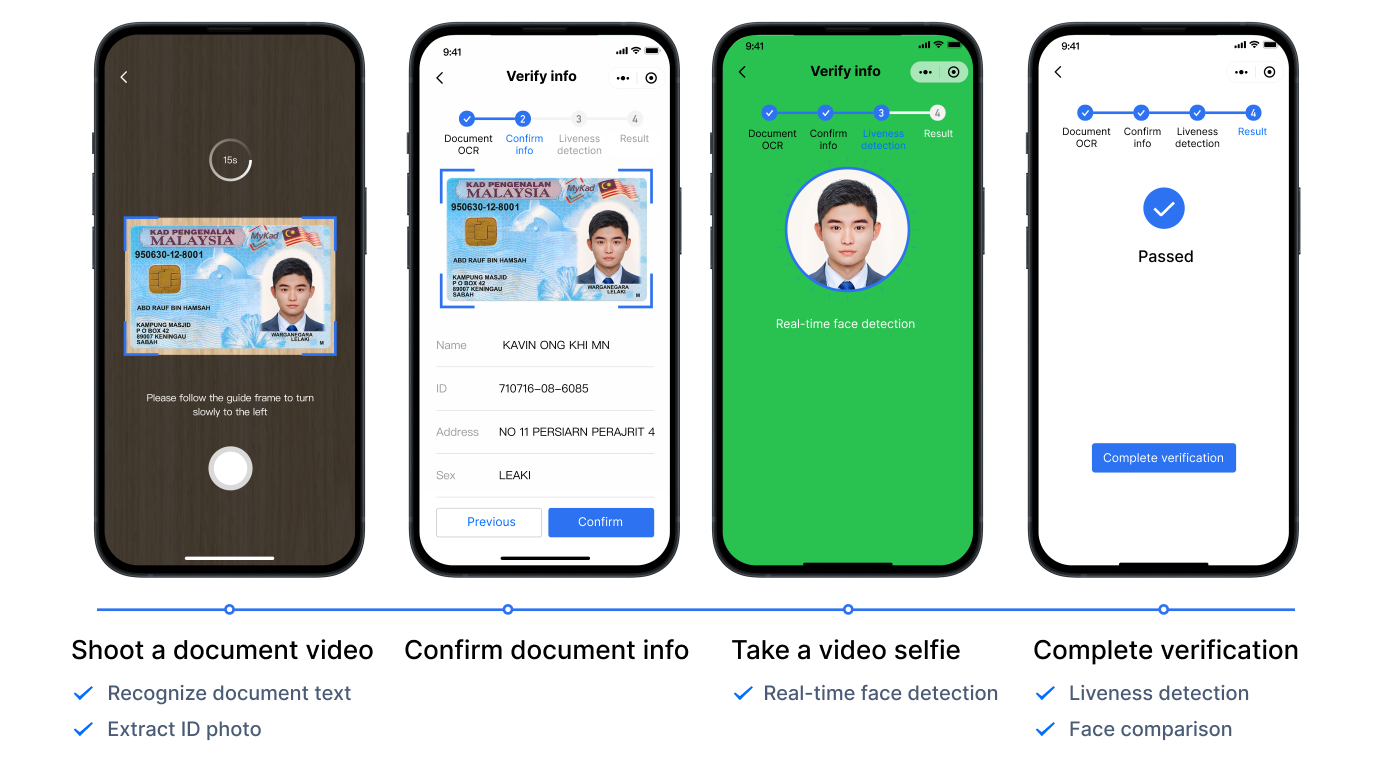 15s
KAD PENGENALAN
MALAYSIA
MyKad
950630-12-8001
ABD RAUF BIN HAMSAH
KAMPUNG MASJID
P O BOX 42
89007 KENINGAU
SABAH
WARGANEGARA
LELAKI
M
Please follow the guide frame to turn
slowly to the left
9:41
Verify info
2
3
4
Document
OCR
Confirm
info
Liveness
detection
Result
KAD PENGENALAN
MALAYSIA
MyKad
950630-12-8001
ABD RAUF BIN HAMSAH
KAMPUNG MASJID
P O BOX 42
89007 KENINGAU
SABAH
WARGANEGARA
LELAKI
M
Name KAVIN ONG KHI MN
ID 710716-08-6085
Address NO 11 PERSIARN PERAJRIT 4
Sex LEAKI
Previous
Confirm
9:41
Verify info
3
4
Document
OCR
Confirm
info
Liveness
detection
Result
Real-time face detection
9:41
4
Document
OCR
Confirm
info
Liveness
detection
Result
Passed
Complete verification
Shoot a document video
Recognize document text
Extract ID photo
Confirm document info
Take a video selfie
Real-time face detection
Complete verification
Liveness detection
Face comparison